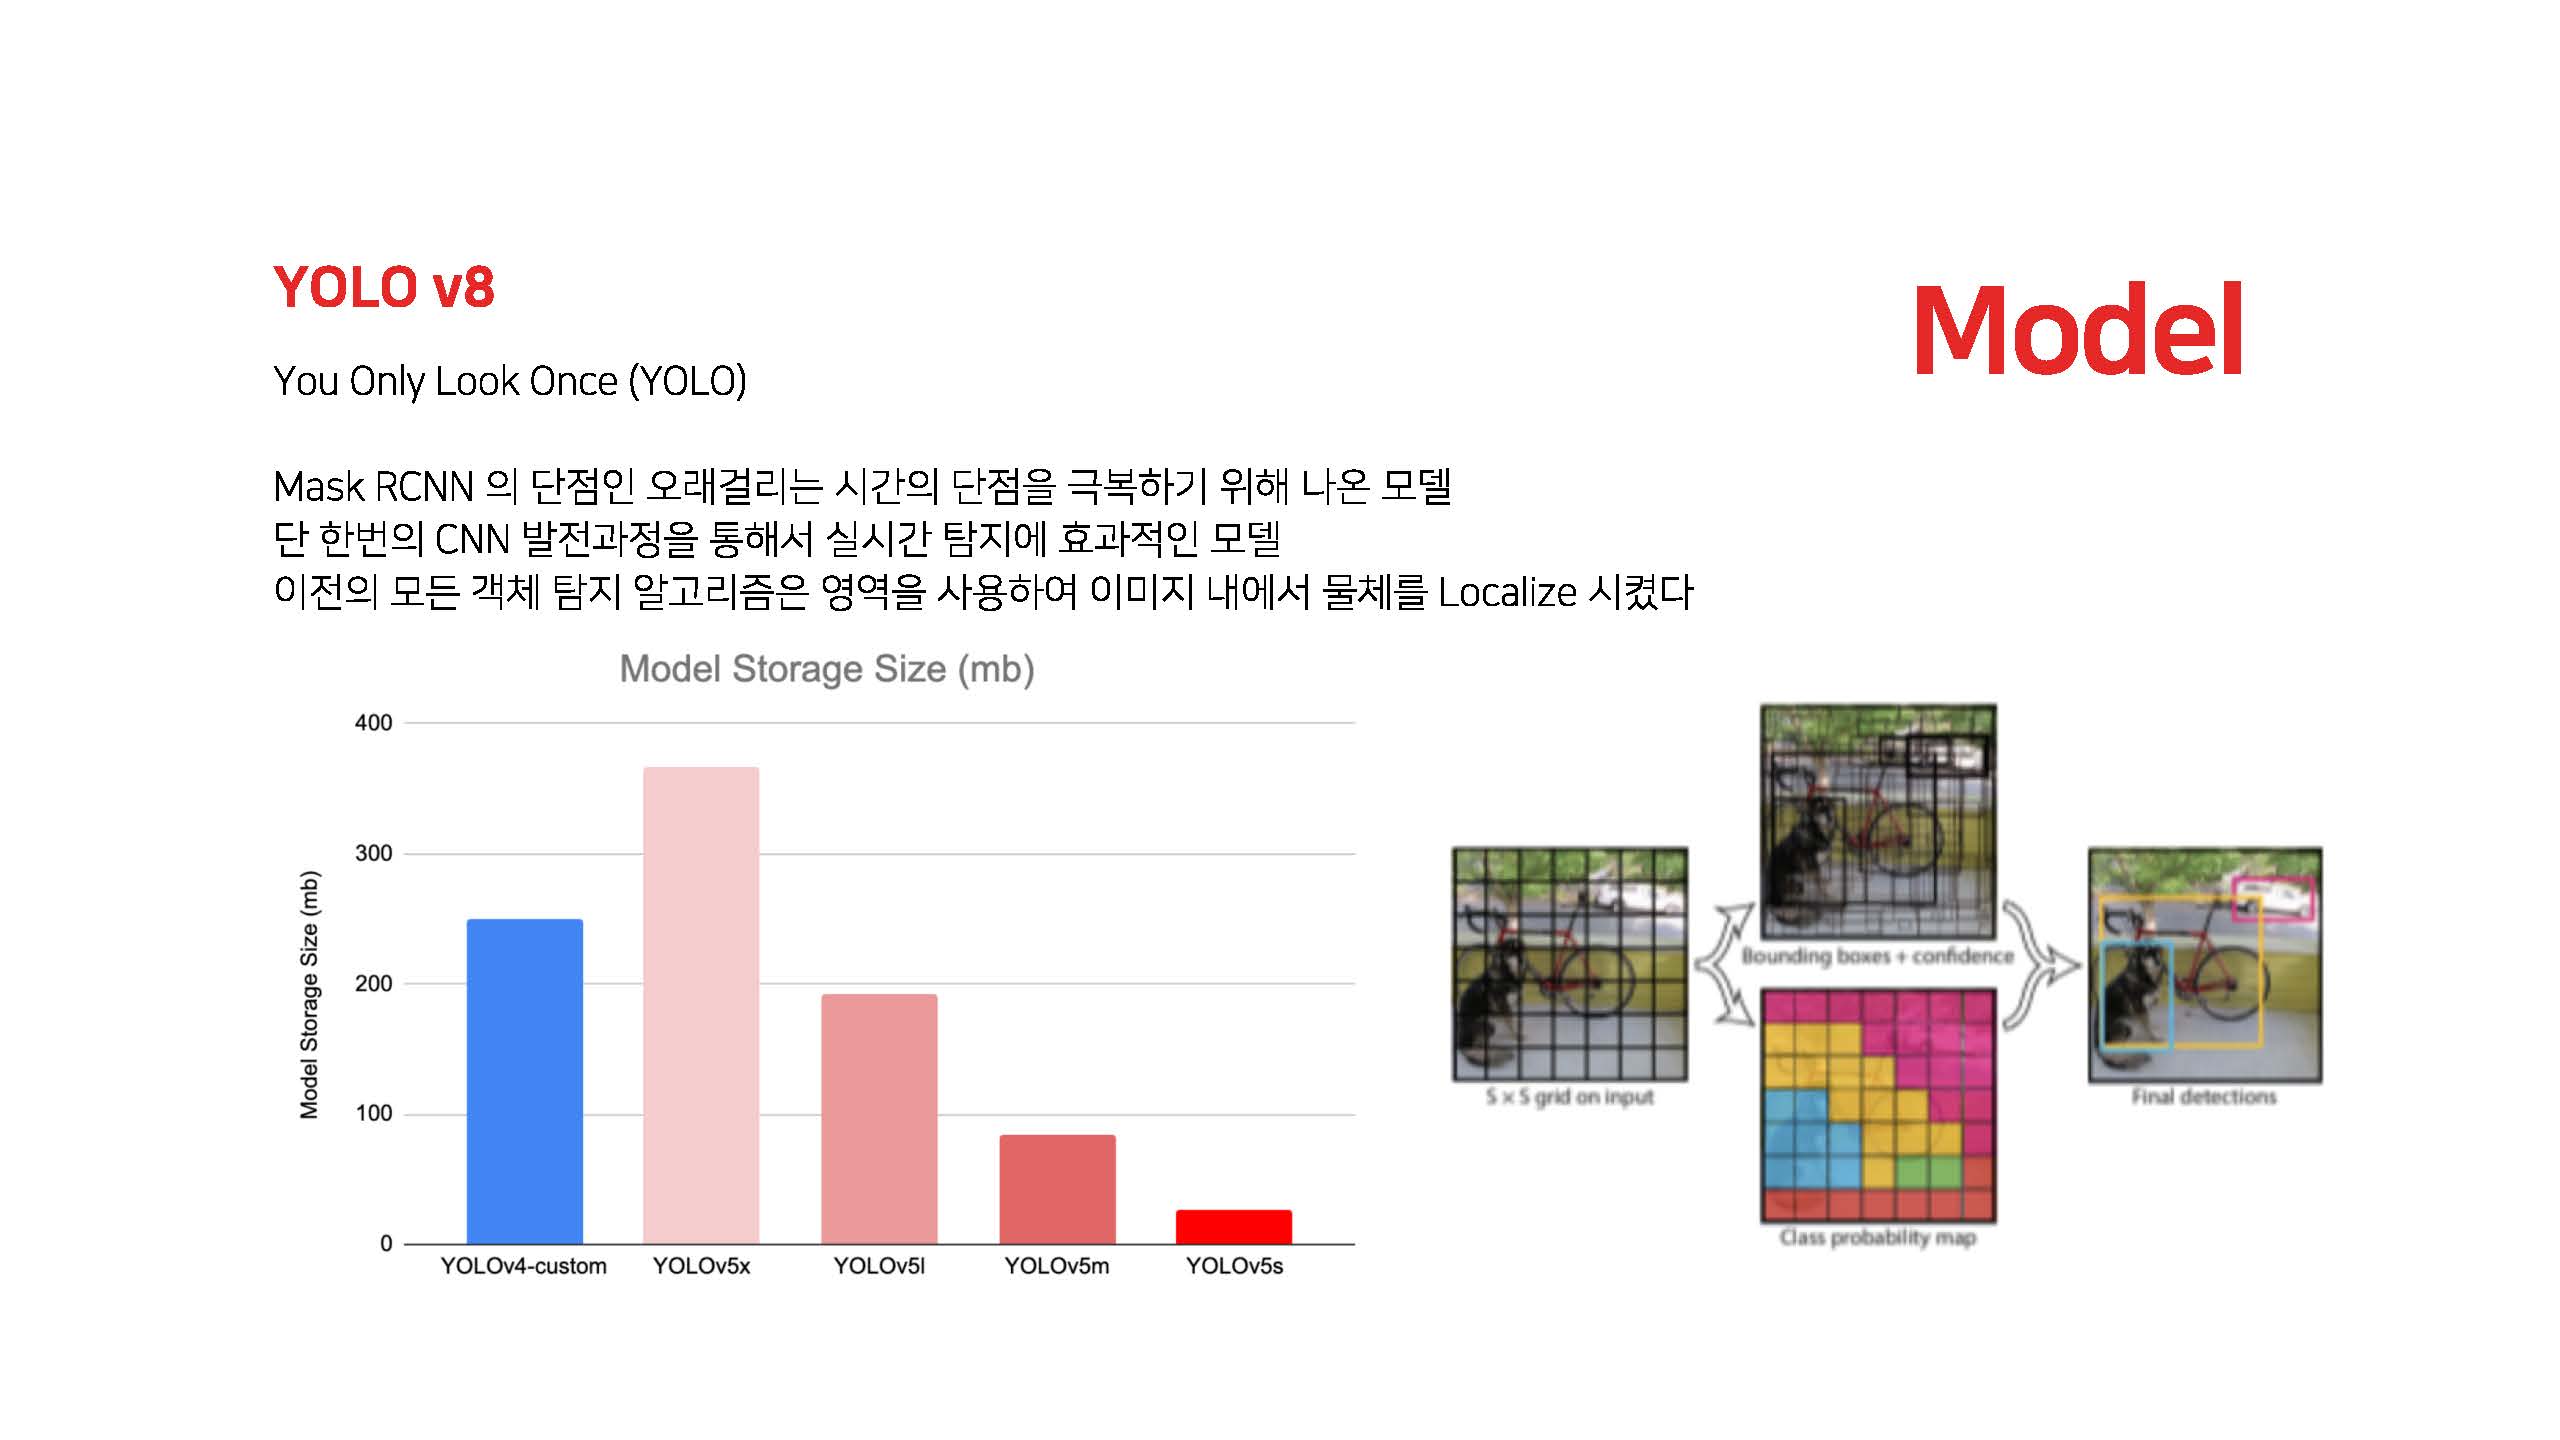 YOLO v8
Model
You Only Look Once (YOLO)
Mask RCNN 의 단점인 오래걸리는 시간의 단점을 극복하기 위해 나온 모델
단 한번의 CNN 발전과정을 통해서 실시간 탐지에 효과적인 모델
이전의 모든 객체 탐지 알고리즘은 영역을 사용하여 이미지 내에서 물체를 Localize 시켰다
Model Storage Size (mb)
Model Storage Size (mb)
400
300
200
100
0
YOLOv4-custom
YOLOv5x
YOLOv5l
YOLOv5m
YOLOv5s
S × S grid on input
Bounding boxes + confidence
Class probability map
Final detections